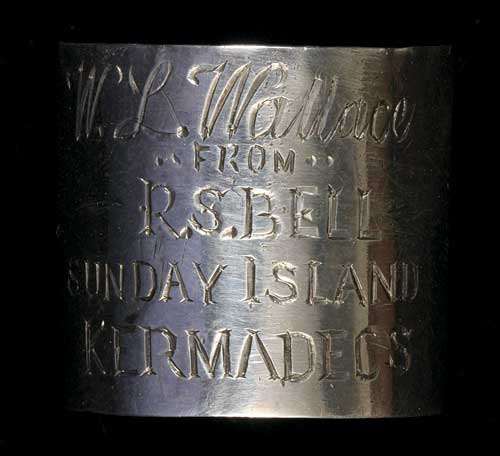 W. L. Wallace
·· FROM ··
R.S. BELL
SUNDAY ISLAND
KERMADECS